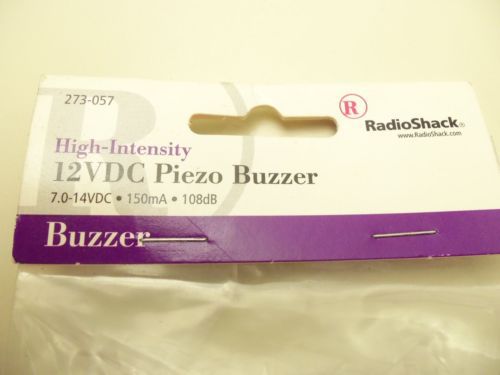 273-057
R
RadioShack®
www.RadioShack.com
High-Intensity
12VDC Piezo Buzzer
7.0-14VDC • 150mA • 108dB
Buzzer